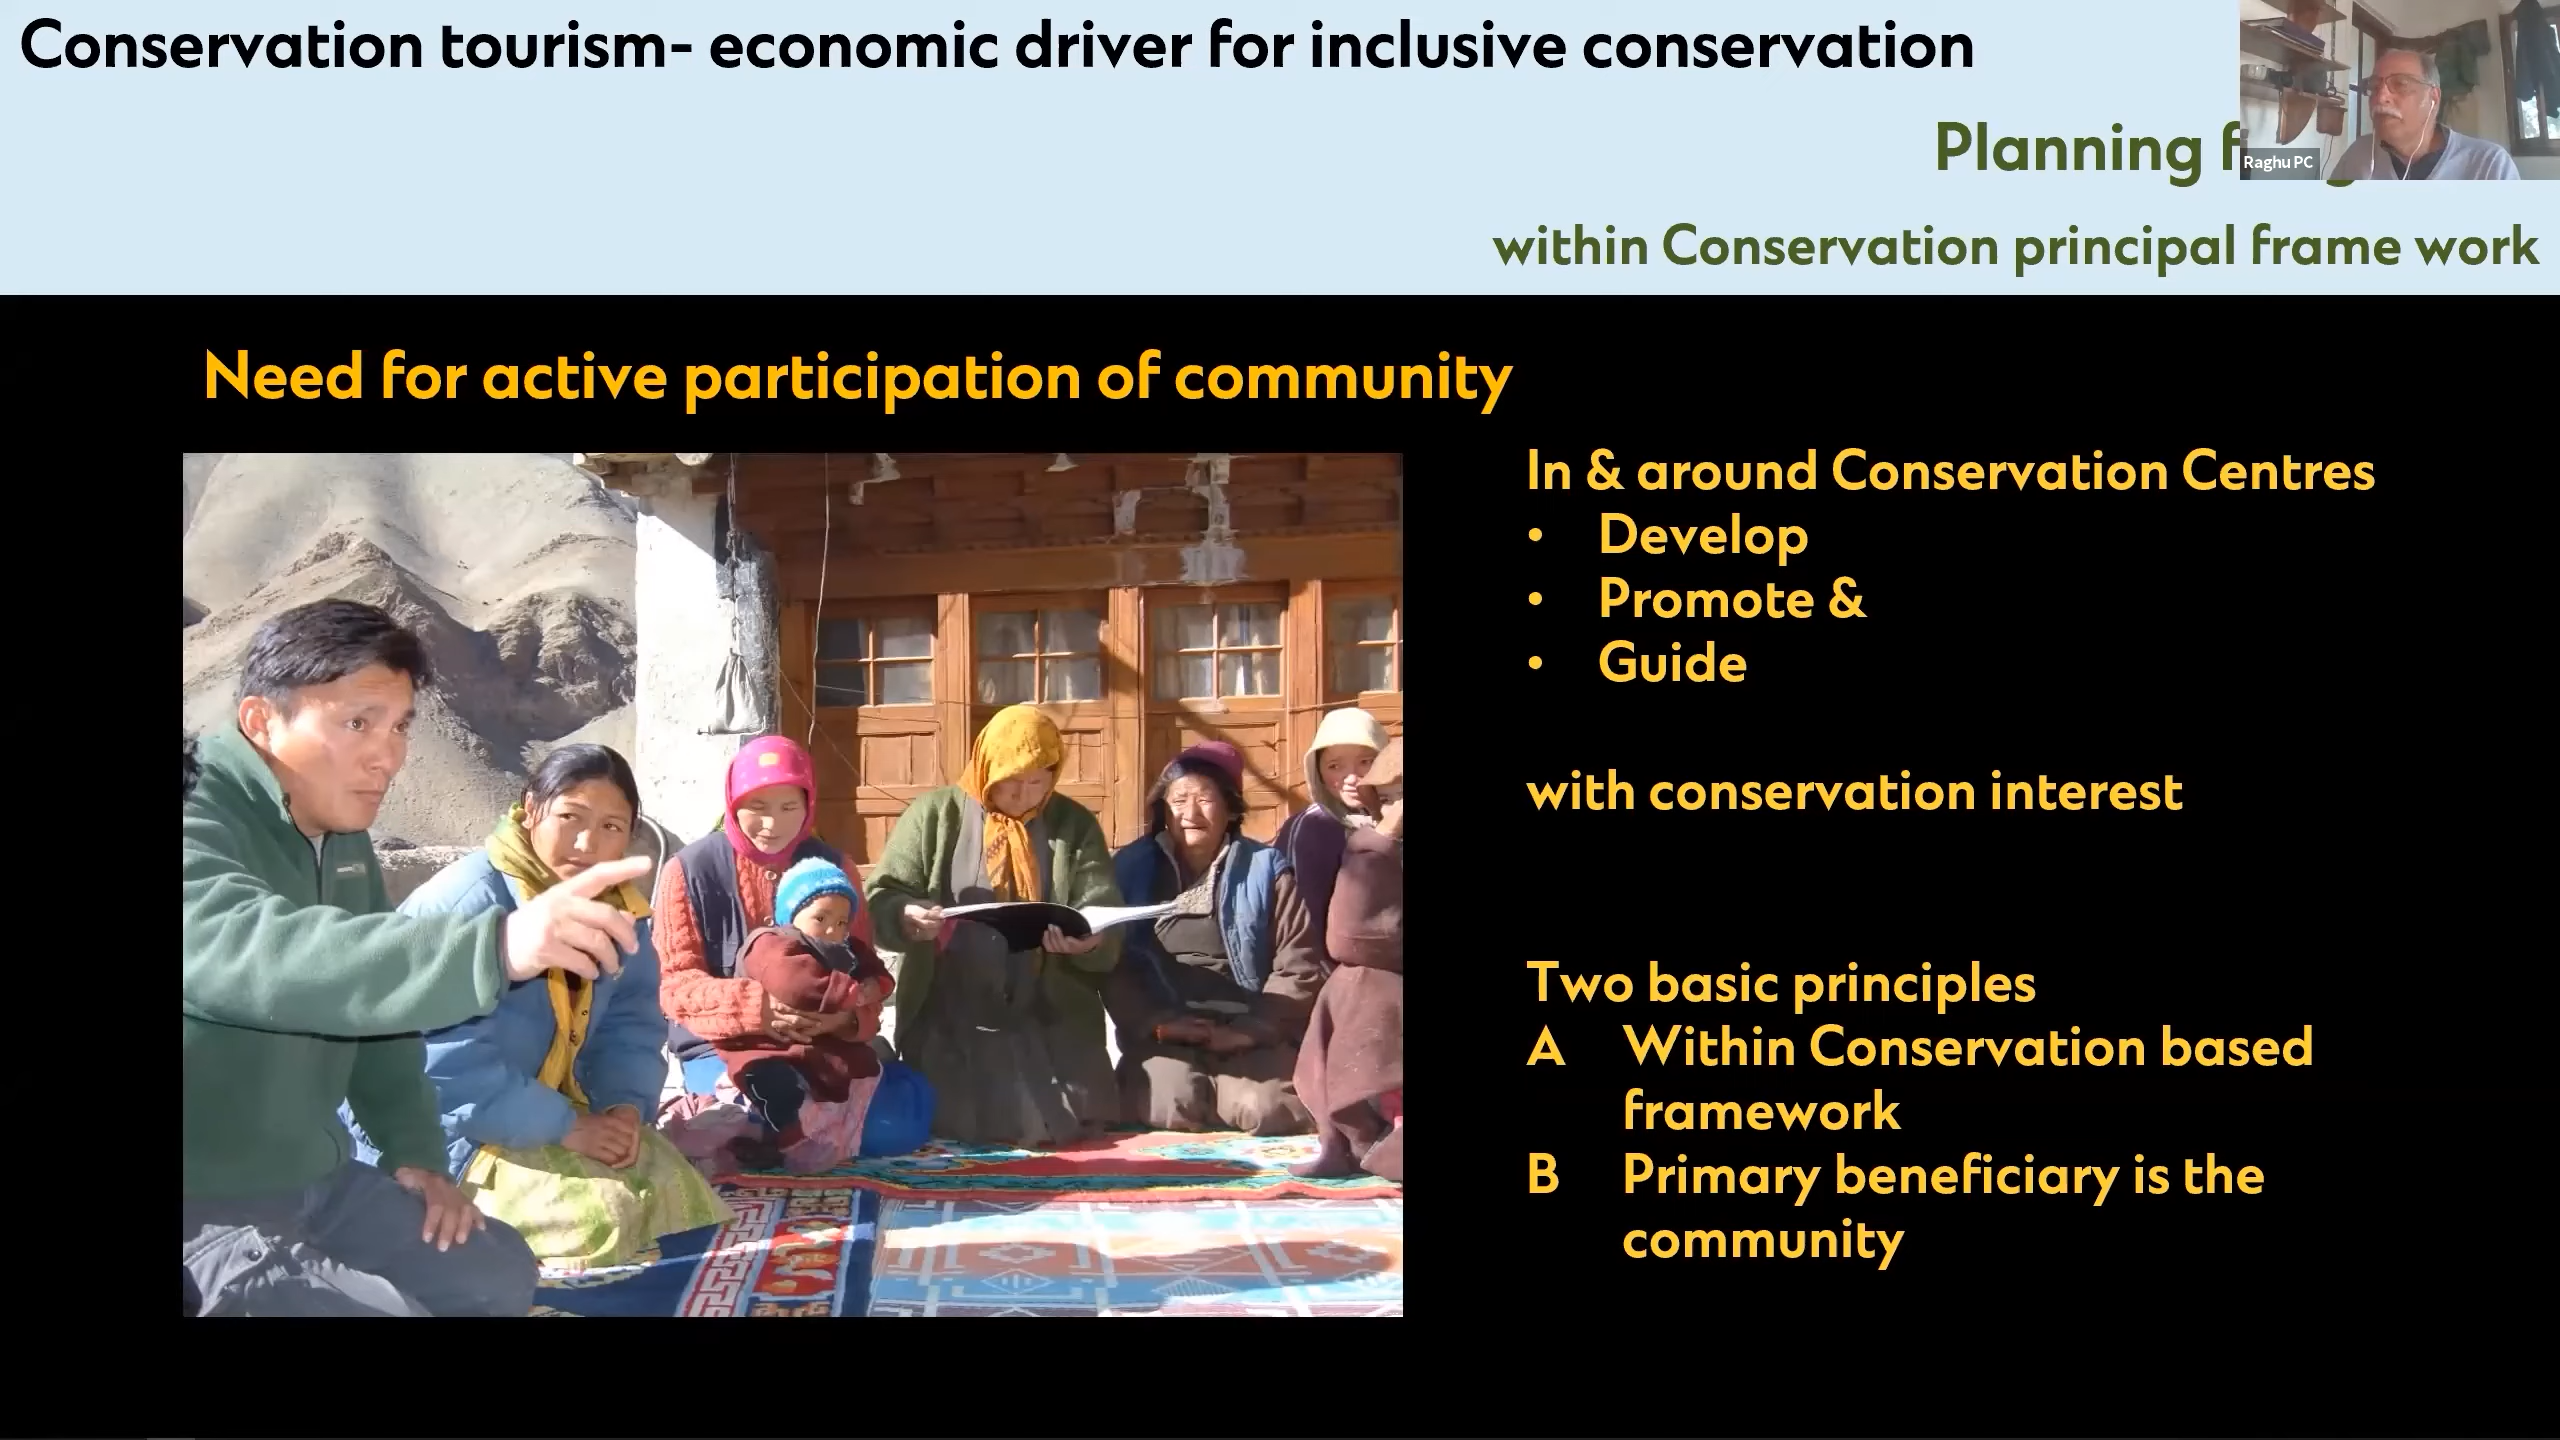 Conservation tourism- economic driver for inclusive conservation
Planning
Raghu PC
within Conservation principal frame work
Need for active participation of community
In & around Conservation Centres
• Develop
• Promote &
• Guide
with conservation interest
Two basic principles
A Within Conservation based
framework
B Primary beneficiary is the
community